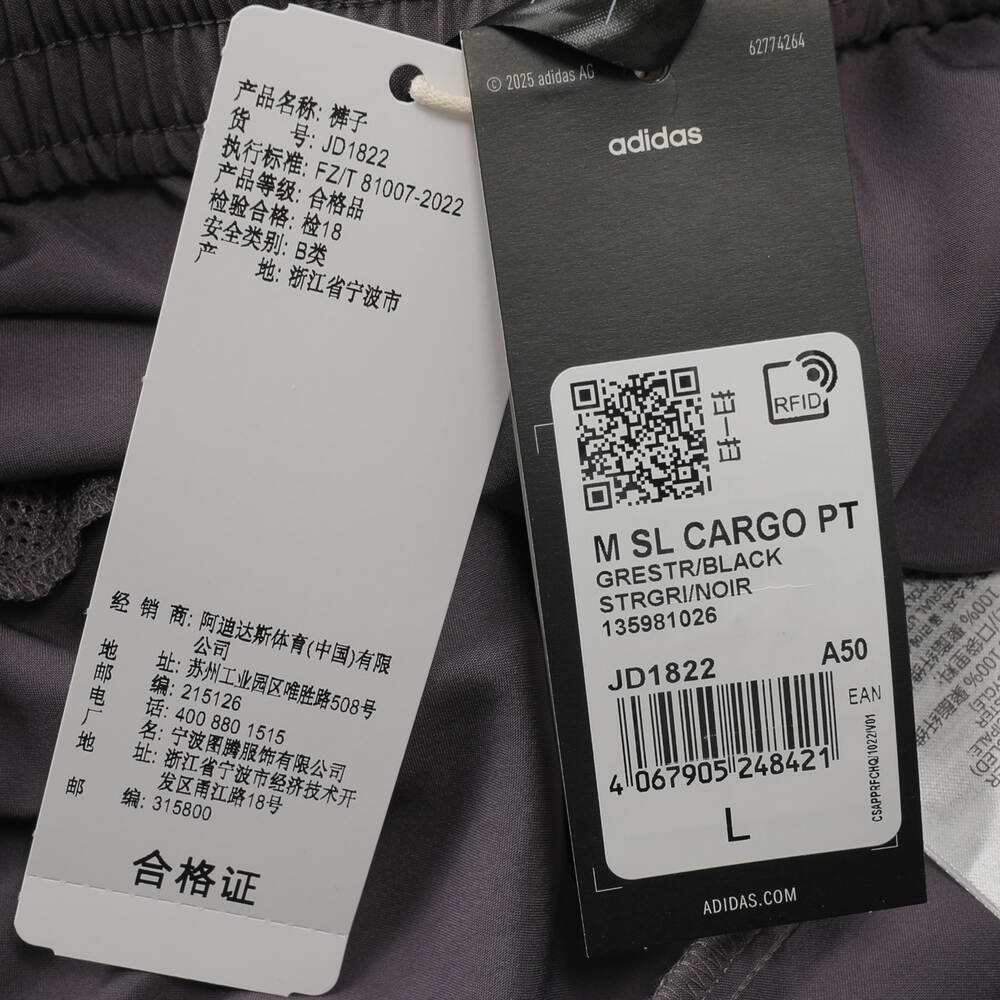 产品名称: 裤子
货 号: JD1822
执行标准: FZ/T 81007-2022
产品等级: 合格品
检验合格: 检18
安全类别: B类
产 地: 浙江省宁波市
经 销 商: 阿迪达斯体育(中国)有限
公司
地 址: 苏州工业园区唯胜路508号
邮 编: 215126
电 话: 400 880 1515
厂 名: 宁波图腾服饰有限公司
地 址: 浙江省宁波市经济技术开
发区甬江路18号
邮 编: 315800
合格证
62774264
© 2025 adidas AG
adidas
扫一扫
RFID
M SL CARGO PT
GRESTR/BLACK
STRGRI/NOIR
135981026
JD1822 A50
EAN
4 067905 248421
CSAPPRFCHQ/1022/V01
L
ADIDAS.COM